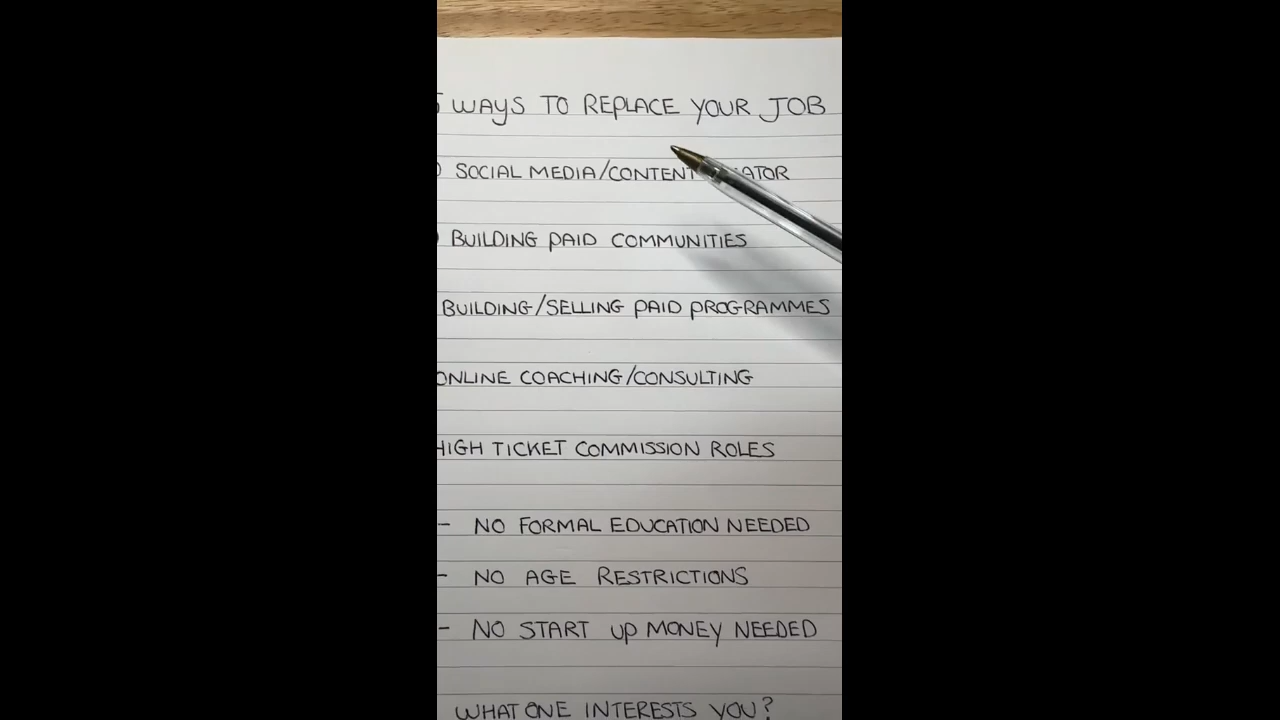 5 WAYS TO REPLACE YOUR JOB
SOCIAL MEDIA/CONTENT
BUILDING PAID COMMUNITIES
BUILDING/SELLING PAID PROGRAMMES
ONLINE COACHING/CONSULTING
HIGH TICKET COMMISSION ROLES
- NO FORMAL EDUCATION NEEDED
- NO AGE RESTRICTIONS
- NO START UP MONEY NEEDED
WHAT ONE INTERESTS YOU?